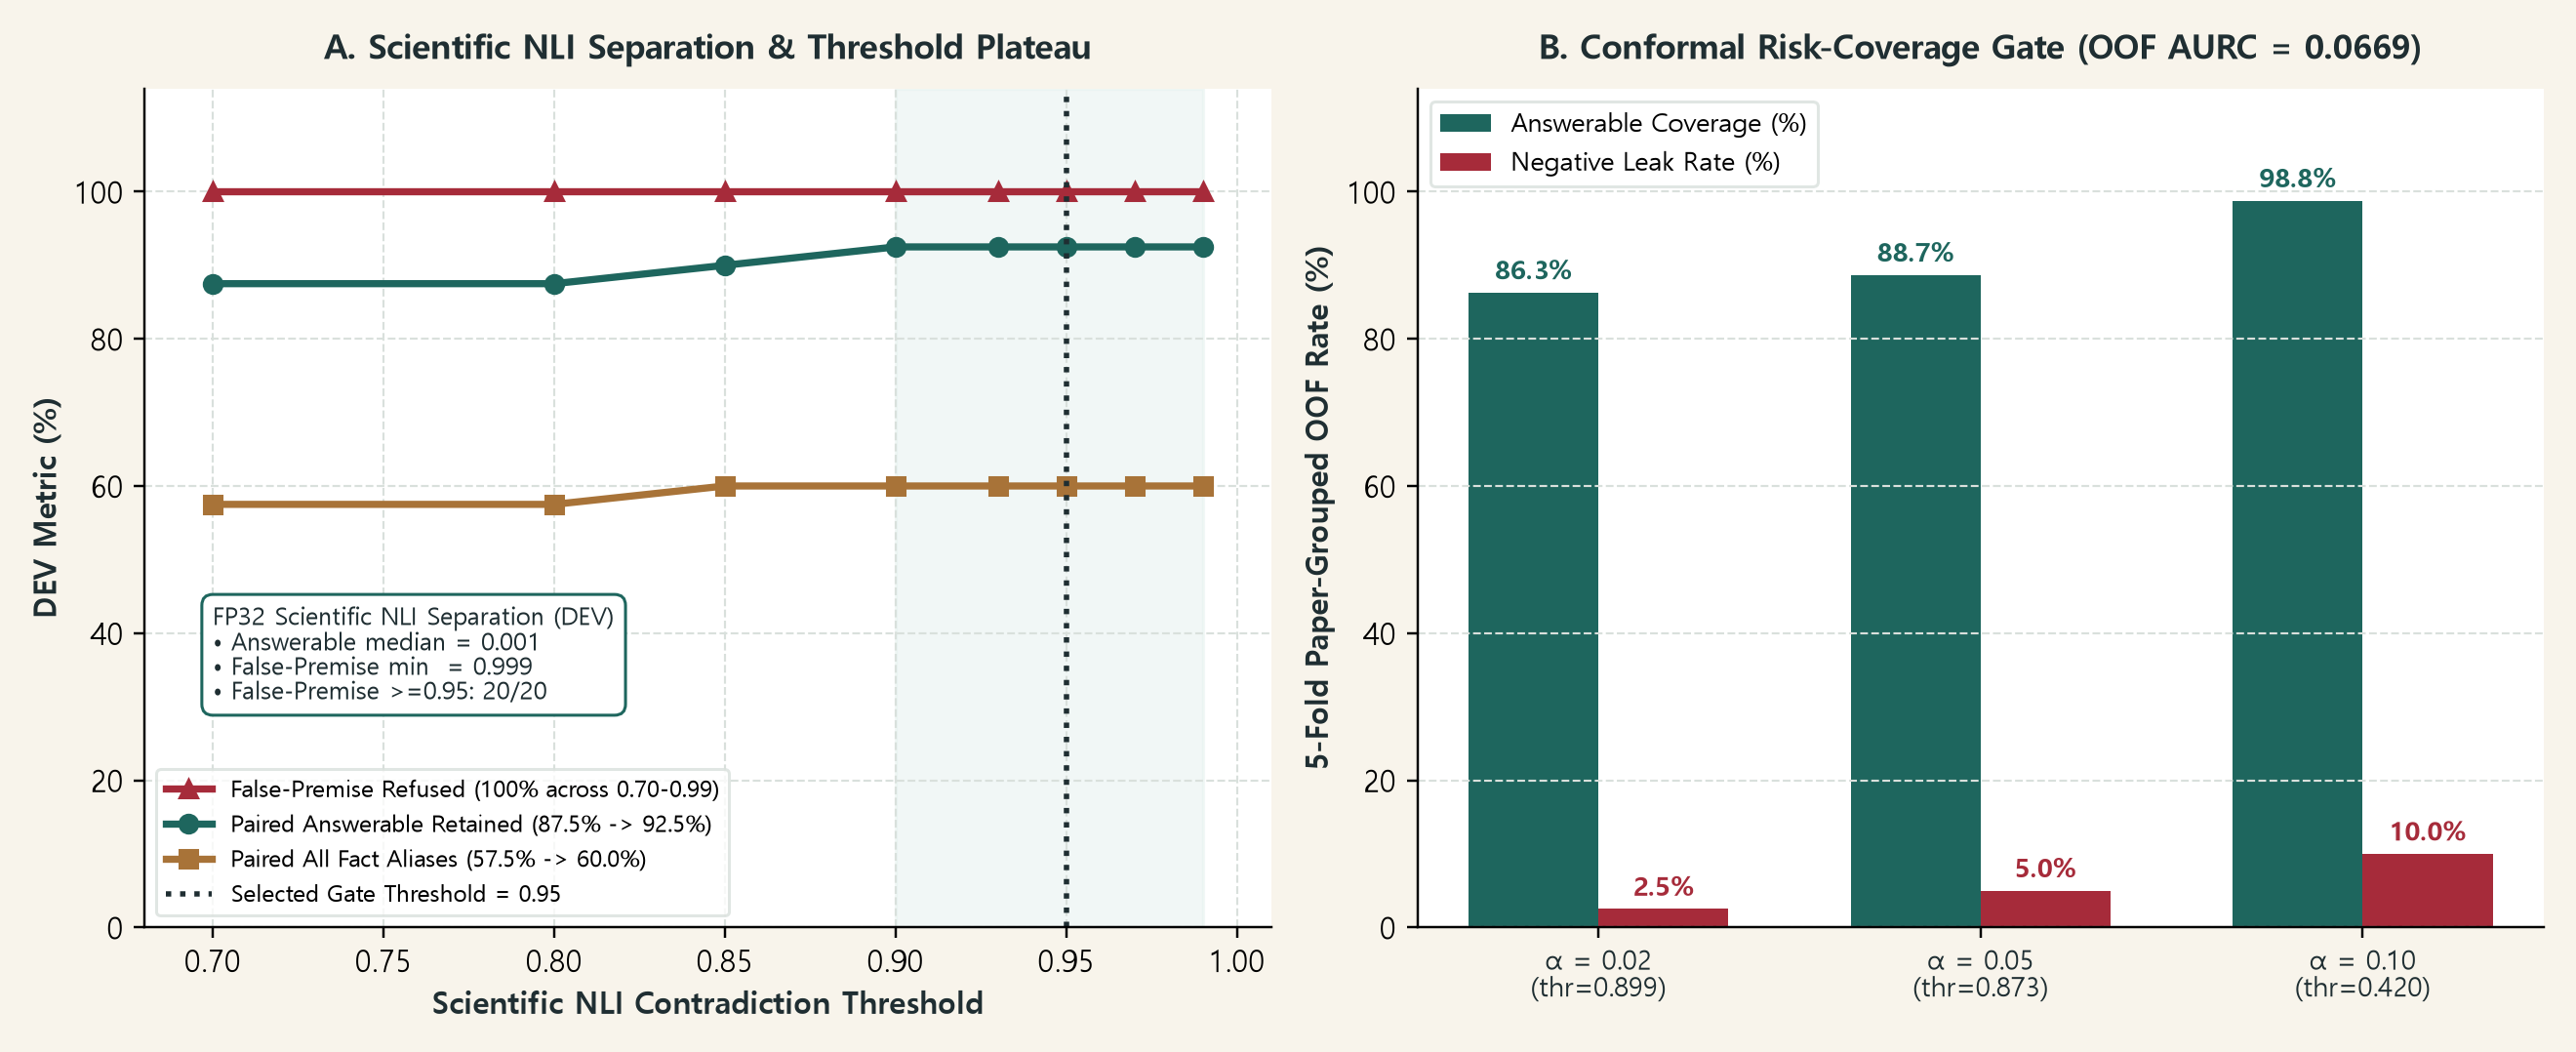 A. Scientific NLI Separation & Threshold Plateau
DEV Metric (%)
100
80
60
40
20
0
FP32 Scientific NLI Separation (DEV)
• Answerable median = 0.001
• False-Premise min = 0.999
• False-Premise >=0.95: 20/20
False-Premise Refused (100% across 0.70-0.99)
Paired Answerable Retained (87.5% -> 92.5%)
Paired All Fact Aliases (57.5% -> 60.0%)
Selected Gate Threshold = 0.95
0.70 0.75 0.80 0.85 0.90 0.95 1.00
Scientific NLI Contradiction Threshold
B. Conformal Risk-Coverage Gate (OOF AURC = 0.0669)
5-Fold Paper-Grouped OOF Rate (%)
Answerable Coverage (%)
Negative Leak Rate (%)
100
80
60
40
20
0
86.3%
2.5%
88.7%
5.0%
98.8%
10.0%
α = 0.02
(thr=0.899)
α = 0.05
(thr=0.873)
α = 0.10
(thr=0.420)